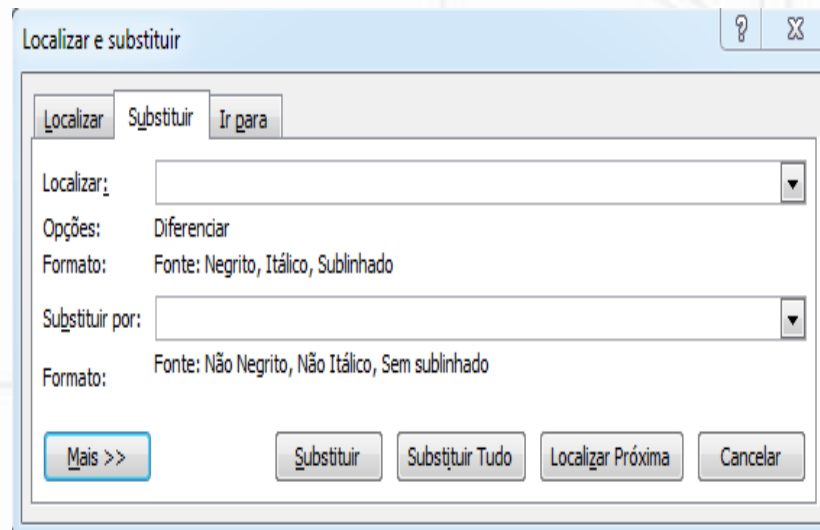 Localizar e substituir
Localizar Substituir Ir para
Localizar:
Opções: Diferenciar
Formato: Fonte: Negrito, Itálico, Sublinhado
Substituir por:
Formato: Fonte: Não Negrito, Não Itálico, Sem sublinhado
Mais >> Substituir Substituir Tudo Localizar Próxima Cancelar